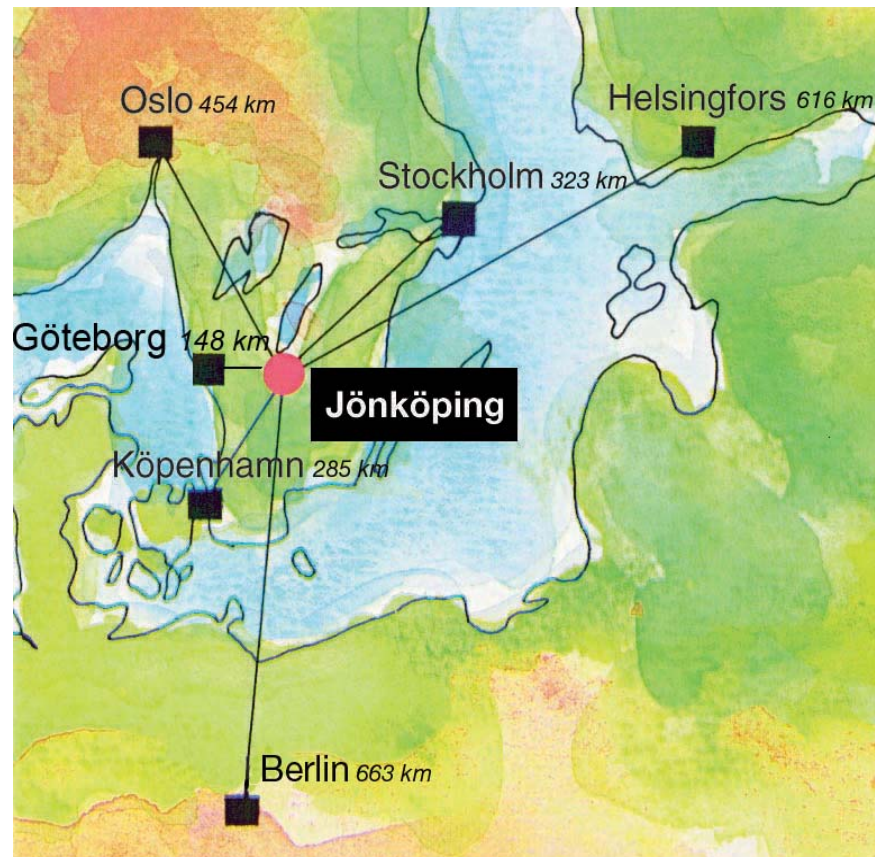 Oslo 454 km
Helsingfors 616 km
Stockholm 323 km
Göteborg 148 km
Jönköping
Köpenhamn 285 km
Berlin 663 km